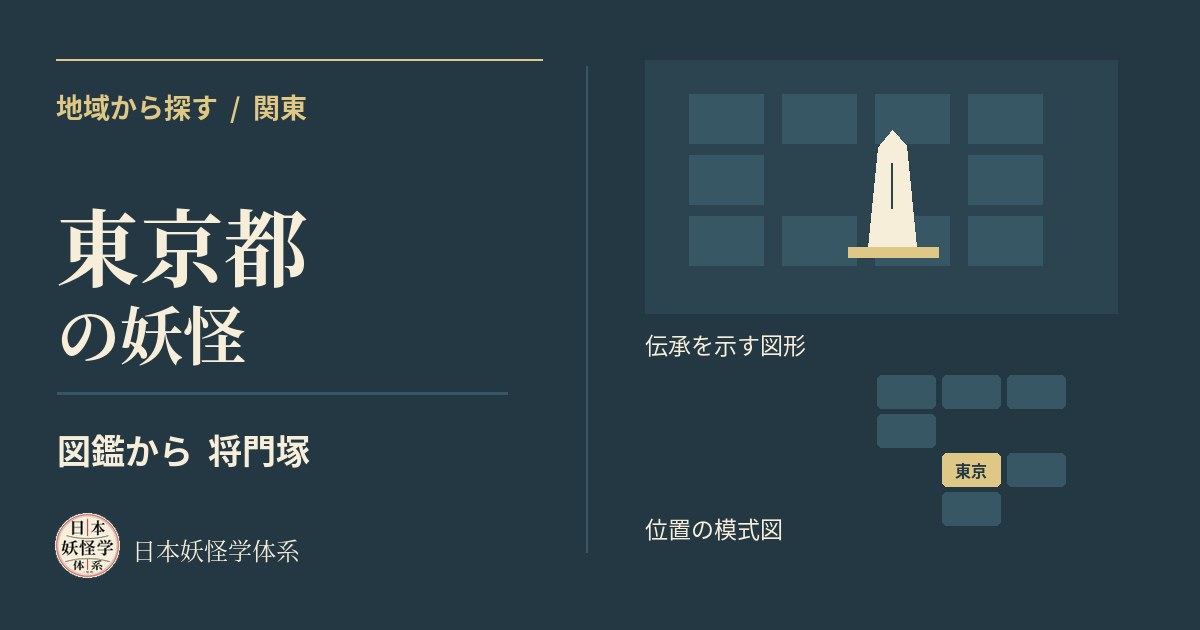 地域から探す / 関東
東京都
の妖怪
図鑑から 将門塚
日本
妖怪学
体系
日本妖怪学体系
伝承を示す図形
東京
位置の模式図